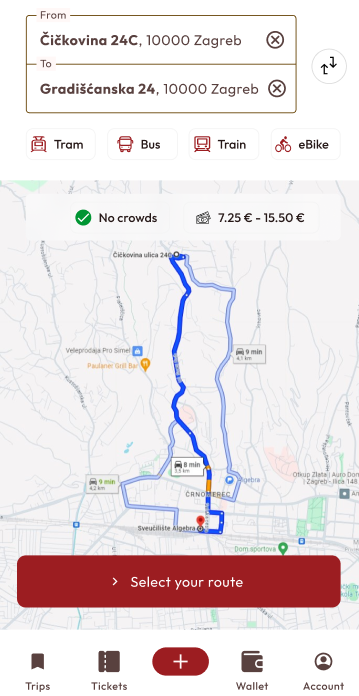 From
Čičkovina 24C, 10000 Zagreb
To
Gradišćanska 24, 10000 Zagreb
Tram
Bus
Train
eBike
No crowds
7.25 € - 15.50 €
Čičkovina ulica 24
9 min
4,1 km
Veleprodaja Pro Simel
Paulaner Grill Bar
8 min
3,5 km
9 min
4,2 km
Otkup Zlata | Auto Dom
| Zagreb - Ilica 148
Algebra
ČRNOMEREC
Sveučilište Algebra
Dom sportova
Select your route
Trips
Tickets
Wallet
Account